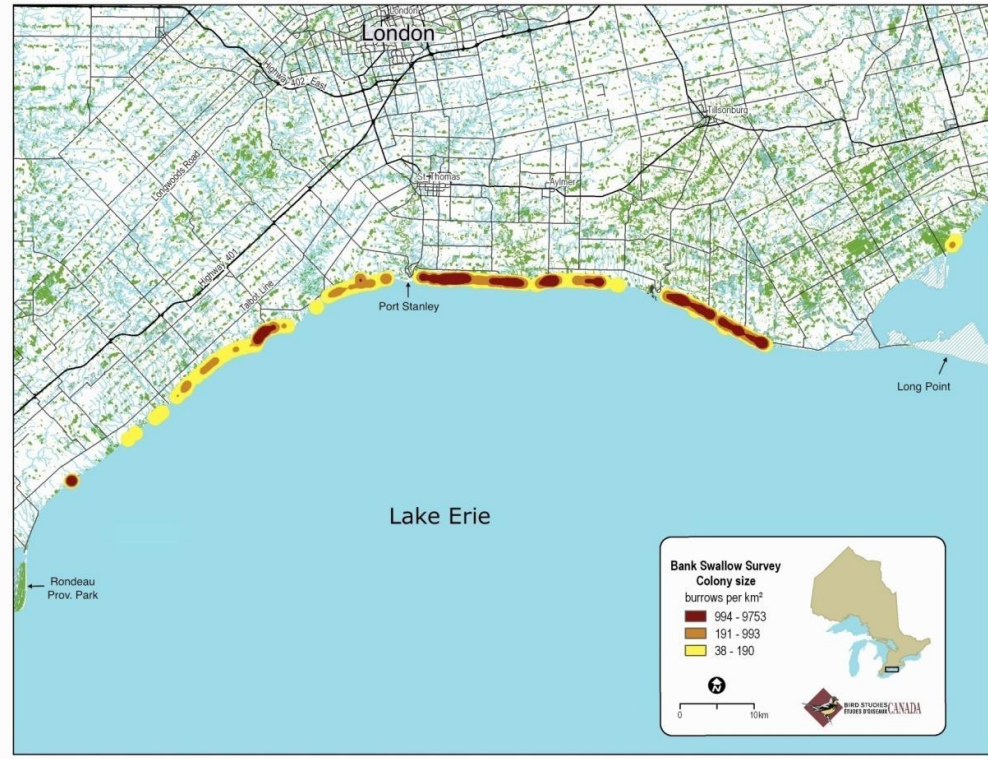 London
London
Highway 402 East
Tillsonburg
Longwoods Road
St Thomas
Aylmer
Highway 401
Talbot Line
Port Stanley
Long Point
Lake Erie
Rondeau
Prov. Park
Bank Swallow Survey
Colony size
burrows per km²
994 - 9753
191 - 993
38 - 190
N
0 10km
BIRD STUDIES
ÉTUDES D'OISEAUX CANADA